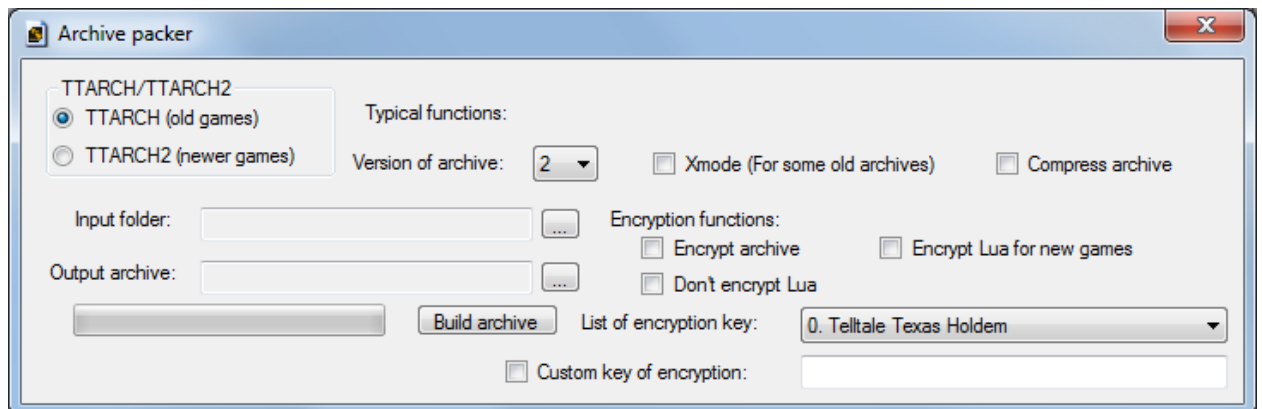 Archive packer
TTARCH/TTARCH2
TTARCH (old games)
TTARCH2 (newer games)
Typical functions:
Version of archive: 2
Xmode (For some old archives)
Compress archive
Input folder: ...
Encryption functions:
Encrypt archive
Encrypt Lua for new games
Output archive: ...
Don't encrypt Lua
Build archive
List of encryption key: 0. Telltale Texas Holdem
Custom key of encryption: